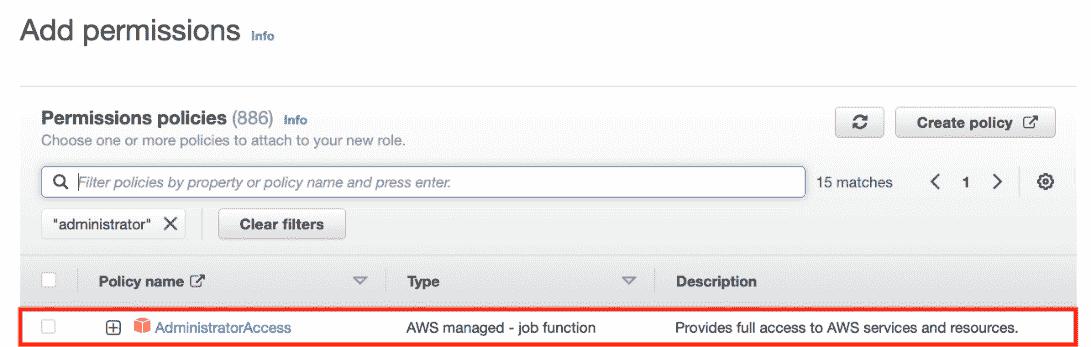 Add permissions Info
Permissions policies (886) Info
Create policy
Choose one or more policies to attach to your new role.
Filter policies by property or policy name and press enter.
15 matches
1
"administrator"
Clear filters
Policy name
Type
Description
AdministratorAccess
AWS managed - job function
Provides full access to AWS services and resources.